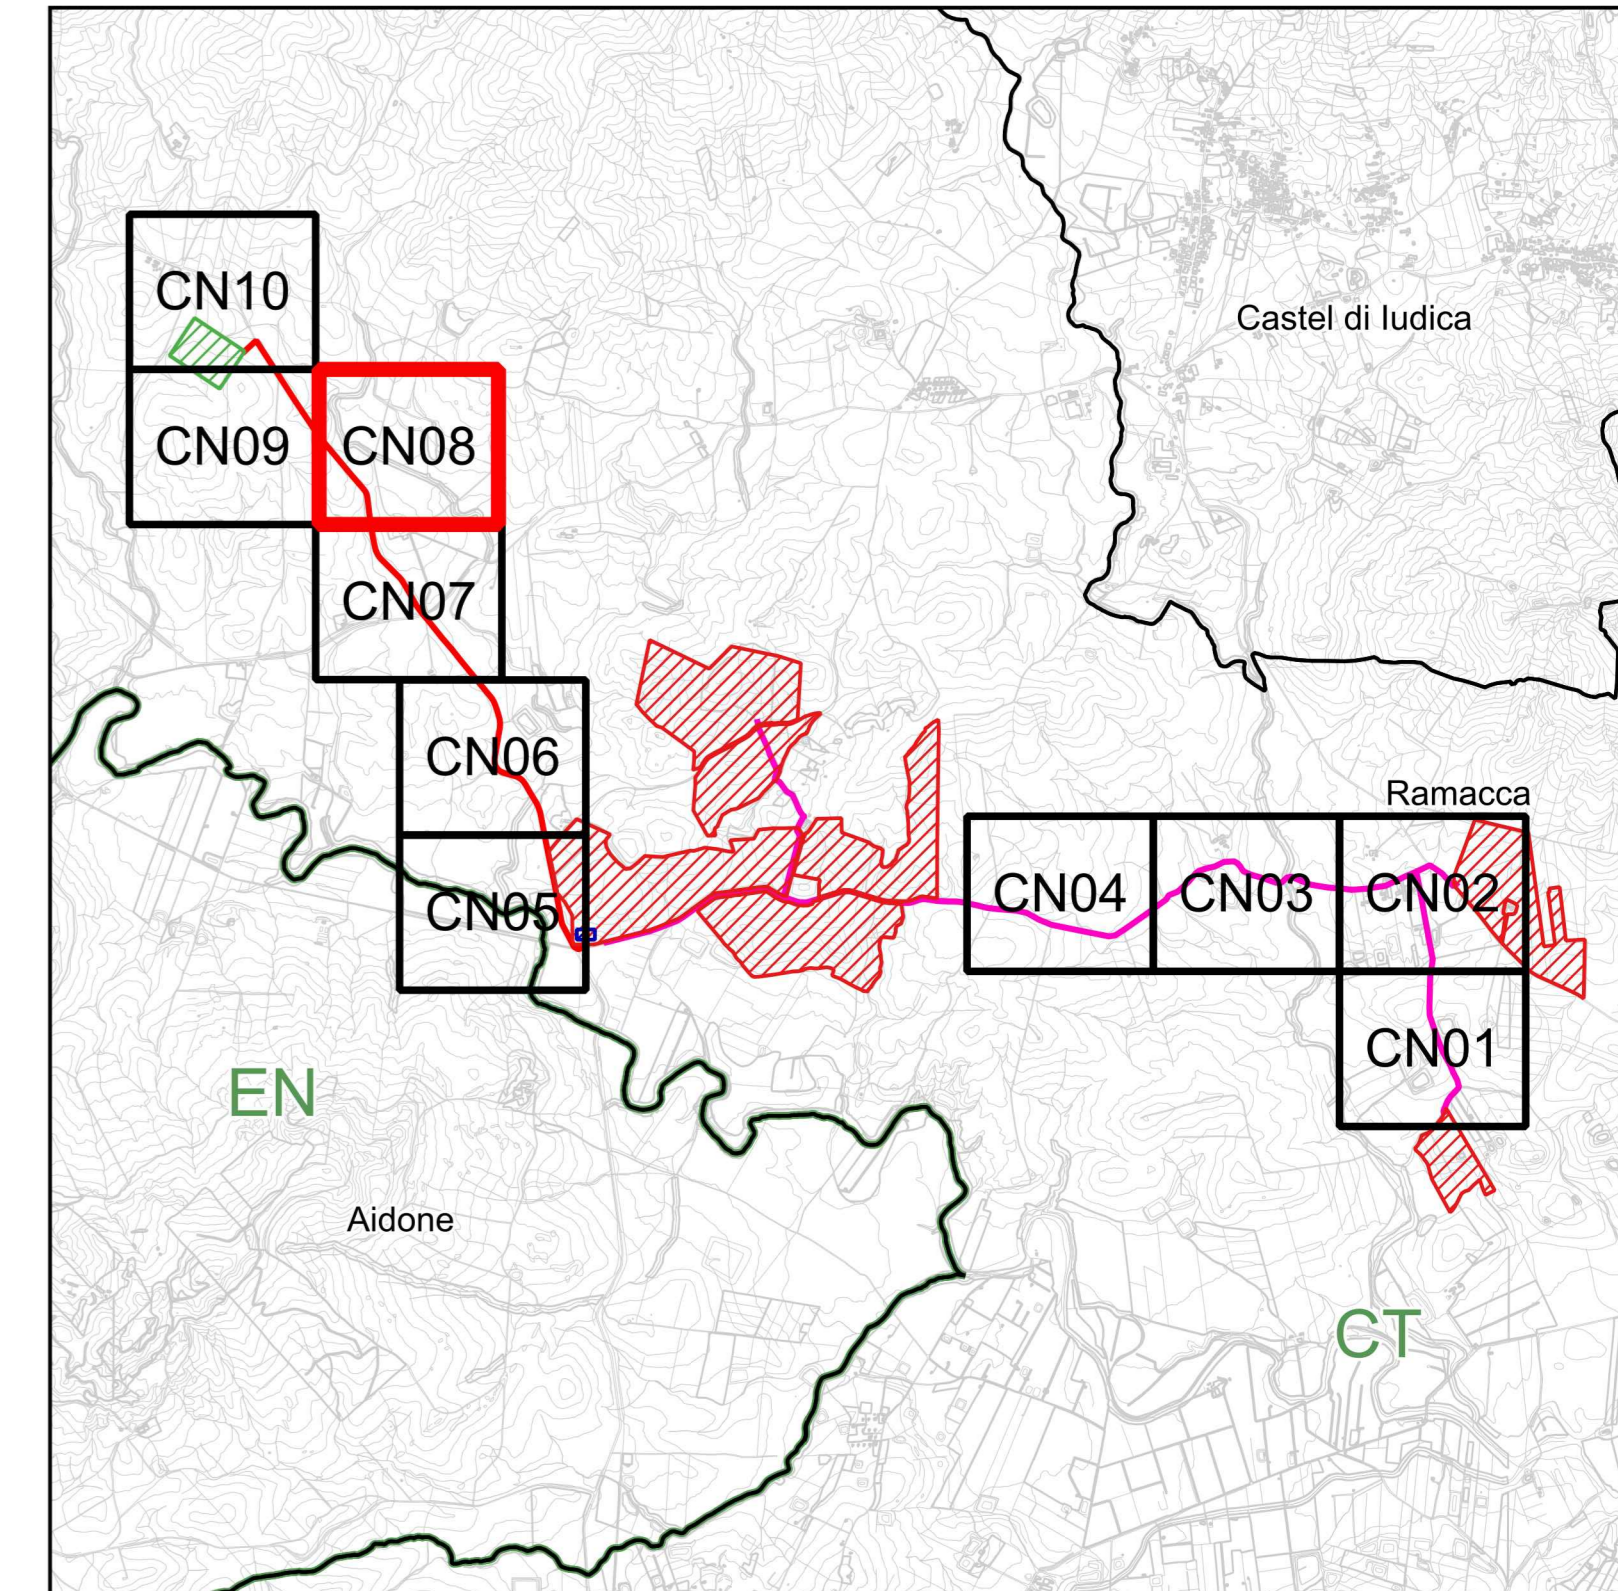 CN10
Castel di Iudica
CN09
CN08
CN07
CN06
Ramacca
CN05
CN04
CN03
CN02
CN01
EN
Aidone
CT